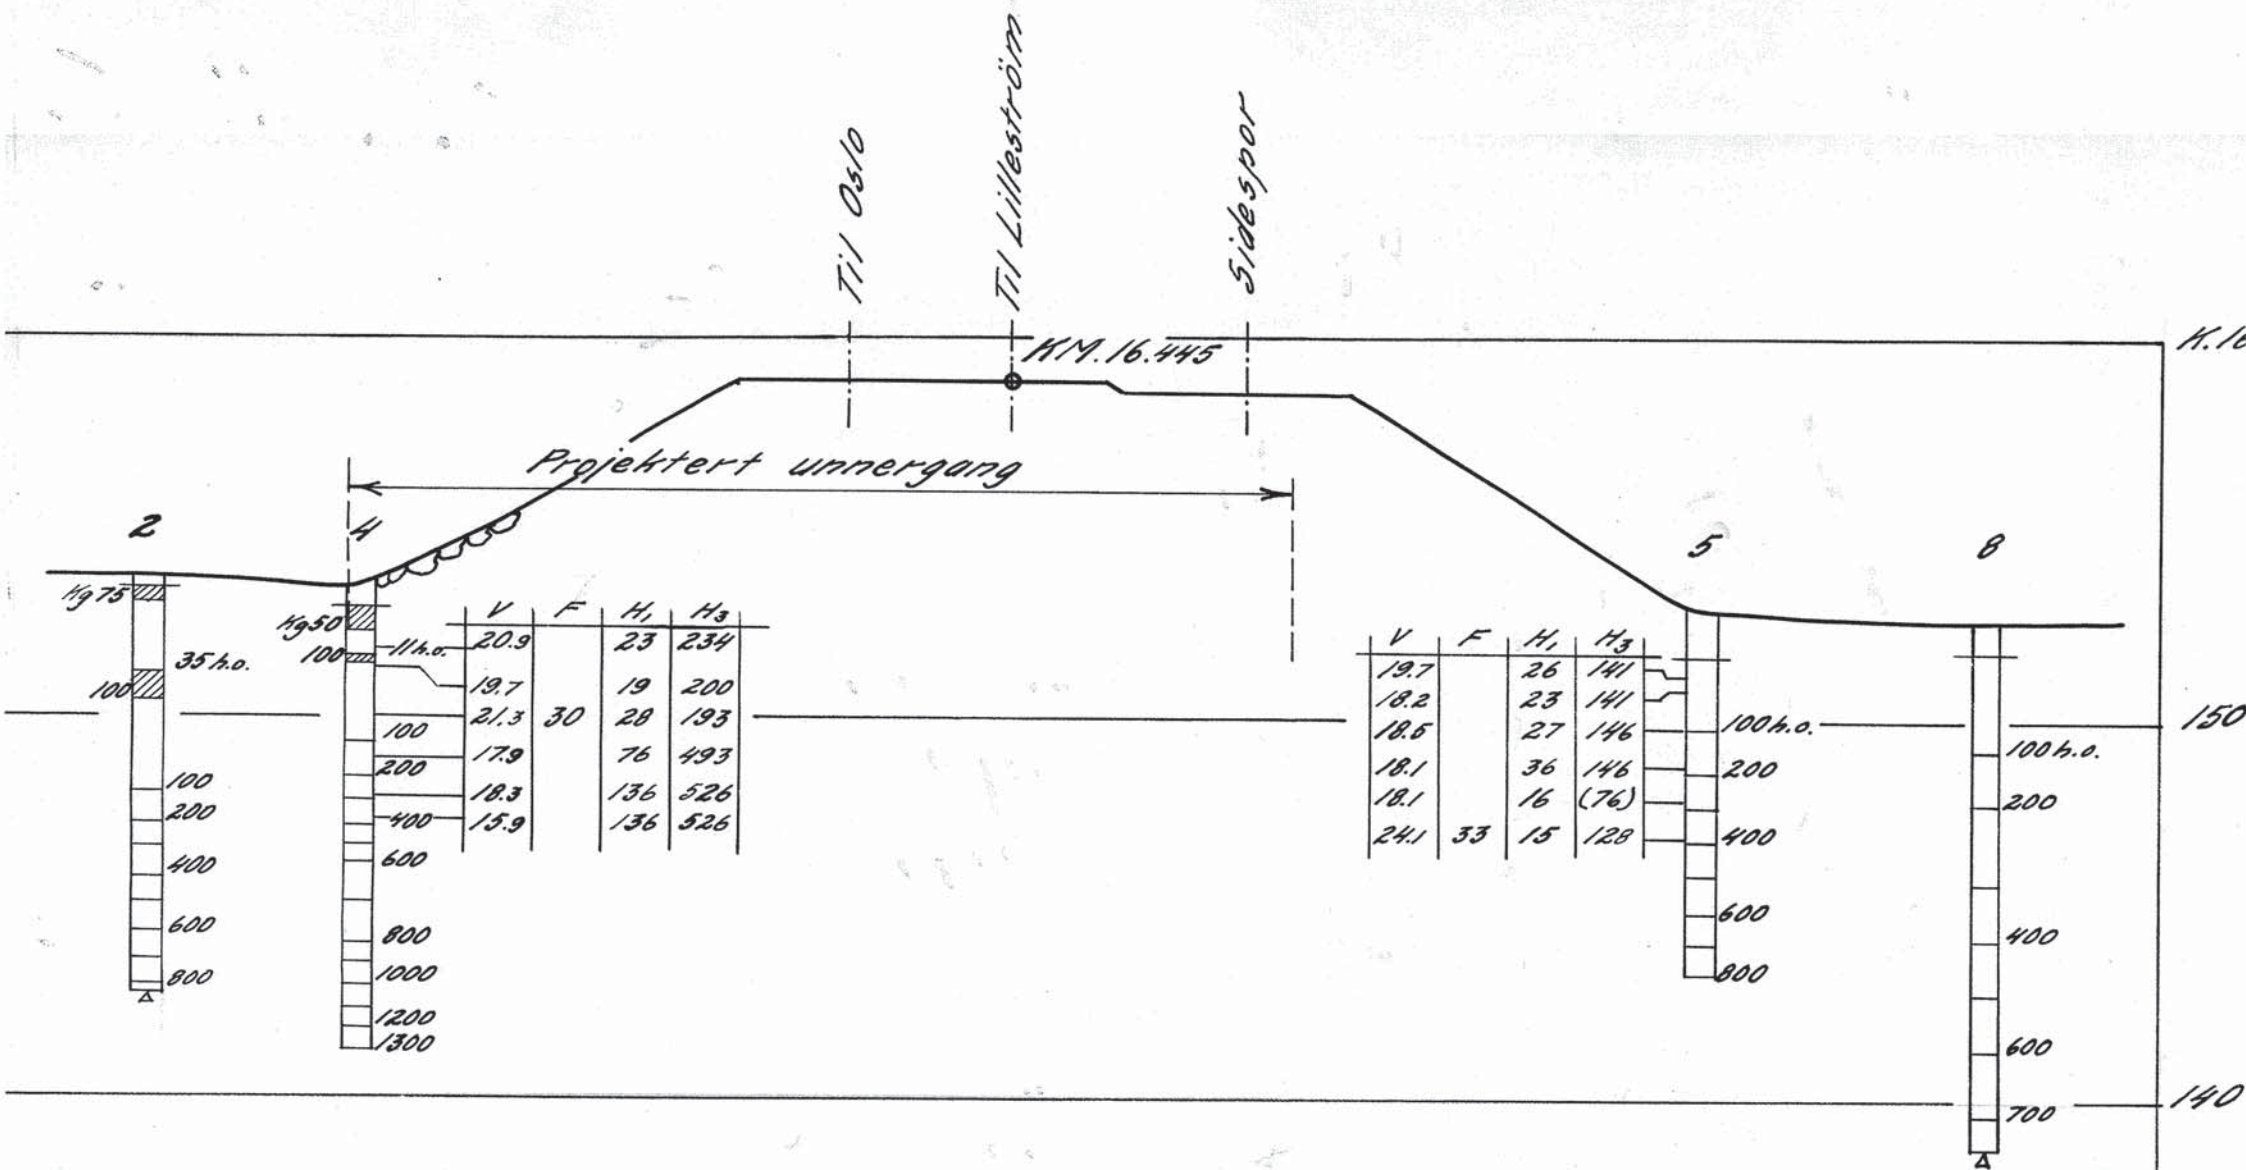 Til Oslo
Til Lilleström
Sidespor
K.16
KM.16.445
Projektert unnergang
2
4
5
8
Kg 75
35 h.o.
100
100
200
400
600
800
Kg 50
11 h.o.
100
100
200
400
600
800
1000
1200
1300
V F H₁ H₃
20.9 23 234
19.7 19 200
21.3 30 28 193
17.9 76 493
18.3 136 526
15.9 136 526
V F H₁ H₃
19.7 26 141
18.2 23 141
18.5 27 146
18.1 36 146
18.1 16 (76)
24.1 33 15 128
100 h.o.
200
400
600
800
100 h.o.
200
400
600
700
150
140